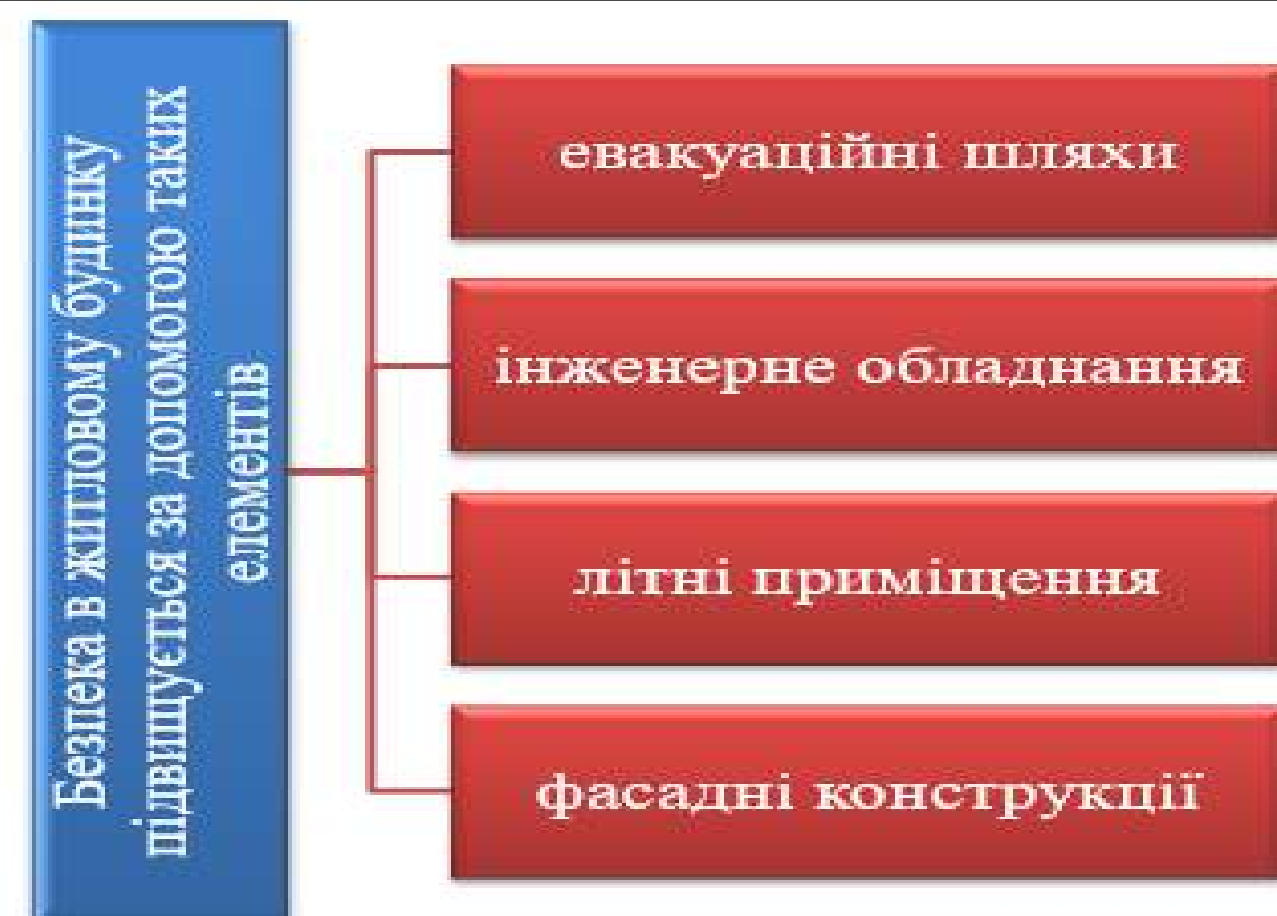 Безпека в житловому будинку
підвищується за допомогою таких
елементів
евакуаційні шляхи
інженерне обладнання
літні приміщення
фасадні конструкції